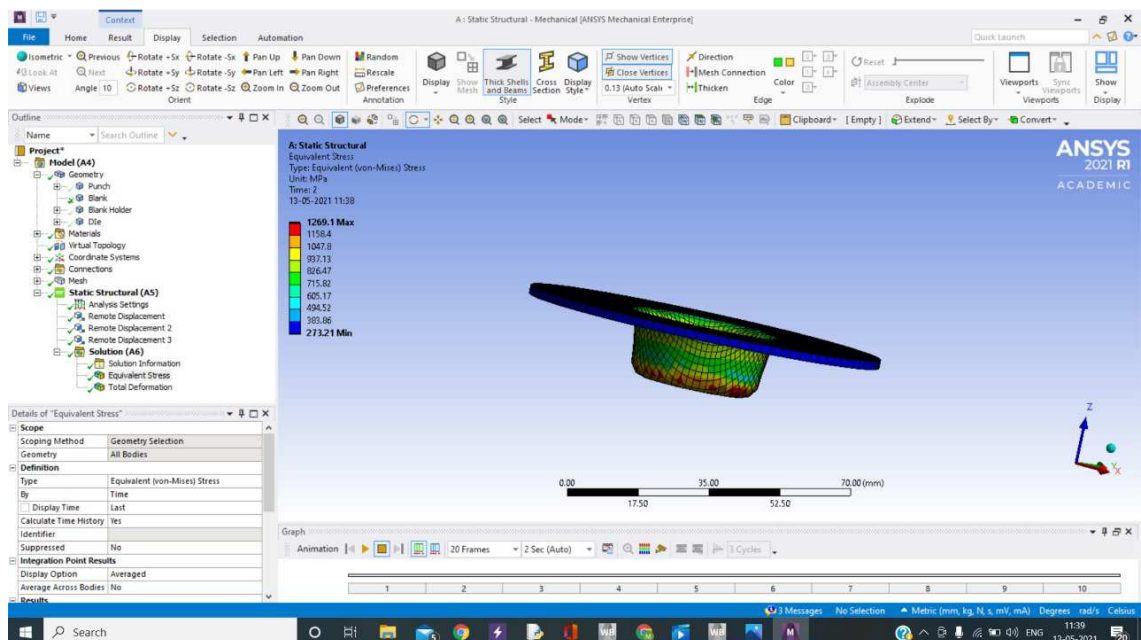 Context
A : Static Structural - Mechanical [ANSYS Mechanical Enterprise]
File Home Result Display Selection Automation
Quick Launch
Isometric Previous Rotate +Sx Rotate -Sx Pan Up Pan Down
Look At Next Rotate +Sy Rotate -Sy Pan Left Pan Right
Views Angle 10 Rotate +Sz Rotate -Sz Zoom In Zoom Out
Orient
Random
Rescale
Preferences
Annotation
Display Show Mesh Thick Shells and Beams Cross Section Display Style
Style
Show Vertices
Close Vertices
0.13 (Auto Scale
Vertex
Direction
Mesh Connection
Thicken
Color
Edge
Reset
Assembly Center
Explode
Viewports Sync Viewports
Viewports
Show
Display
Outline
Name Search Outline
Select Mode Clipboard [Empty] Extend Select By Convert
Project*
Model (A4)
Geometry
Punch
Blank
Blank Holder
DIe
Materials
Virtual Topology
Coordinate Systems
Connections
Mesh
Static Structural (A5)
Analysis Settings
Remote Displacement
Remote Displacement 2
Remote Displacement 3
Solution (A6)
Solution Information
Equivalent Stress
Total Deformation
A: Static Structural
Equivalent Stress
Type: Equivalent (von-Mises) Stress
Unit: MPa
Time: 2
13-05-2021 11:38
1269.1 Max
1158.4
1047.8
937.13
826.47
715.82
605.17
494.52
383.86
273.21 Min
ANSYS
2021 R1
ACADEMIC
Z
Y
X
0.00 35.00 70.00 (mm)
17.50 52.50
Details of "Equivalent Stress"
Scope
Scoping Method Geometry Selection
Geometry All Bodies
Definition
Type Equivalent (von-Mises) Stress
By Time
Display Time Last
Calculate Time History Yes
Identifier
Suppressed No
Integration Point Results
Display Option Averaged
Average Across Bodies No
Results
Graph
Animation 20 Frames 2 Sec (Auto) 3 Cycles
1 2 3 4 5 6 7 8 9 10
3 Messages No Selection Metric (mm, kg, N, s, mV, mA) Degrees rad/s Celsius
Search
WB
WB
M
ENG
11:39
13-05-2021
20